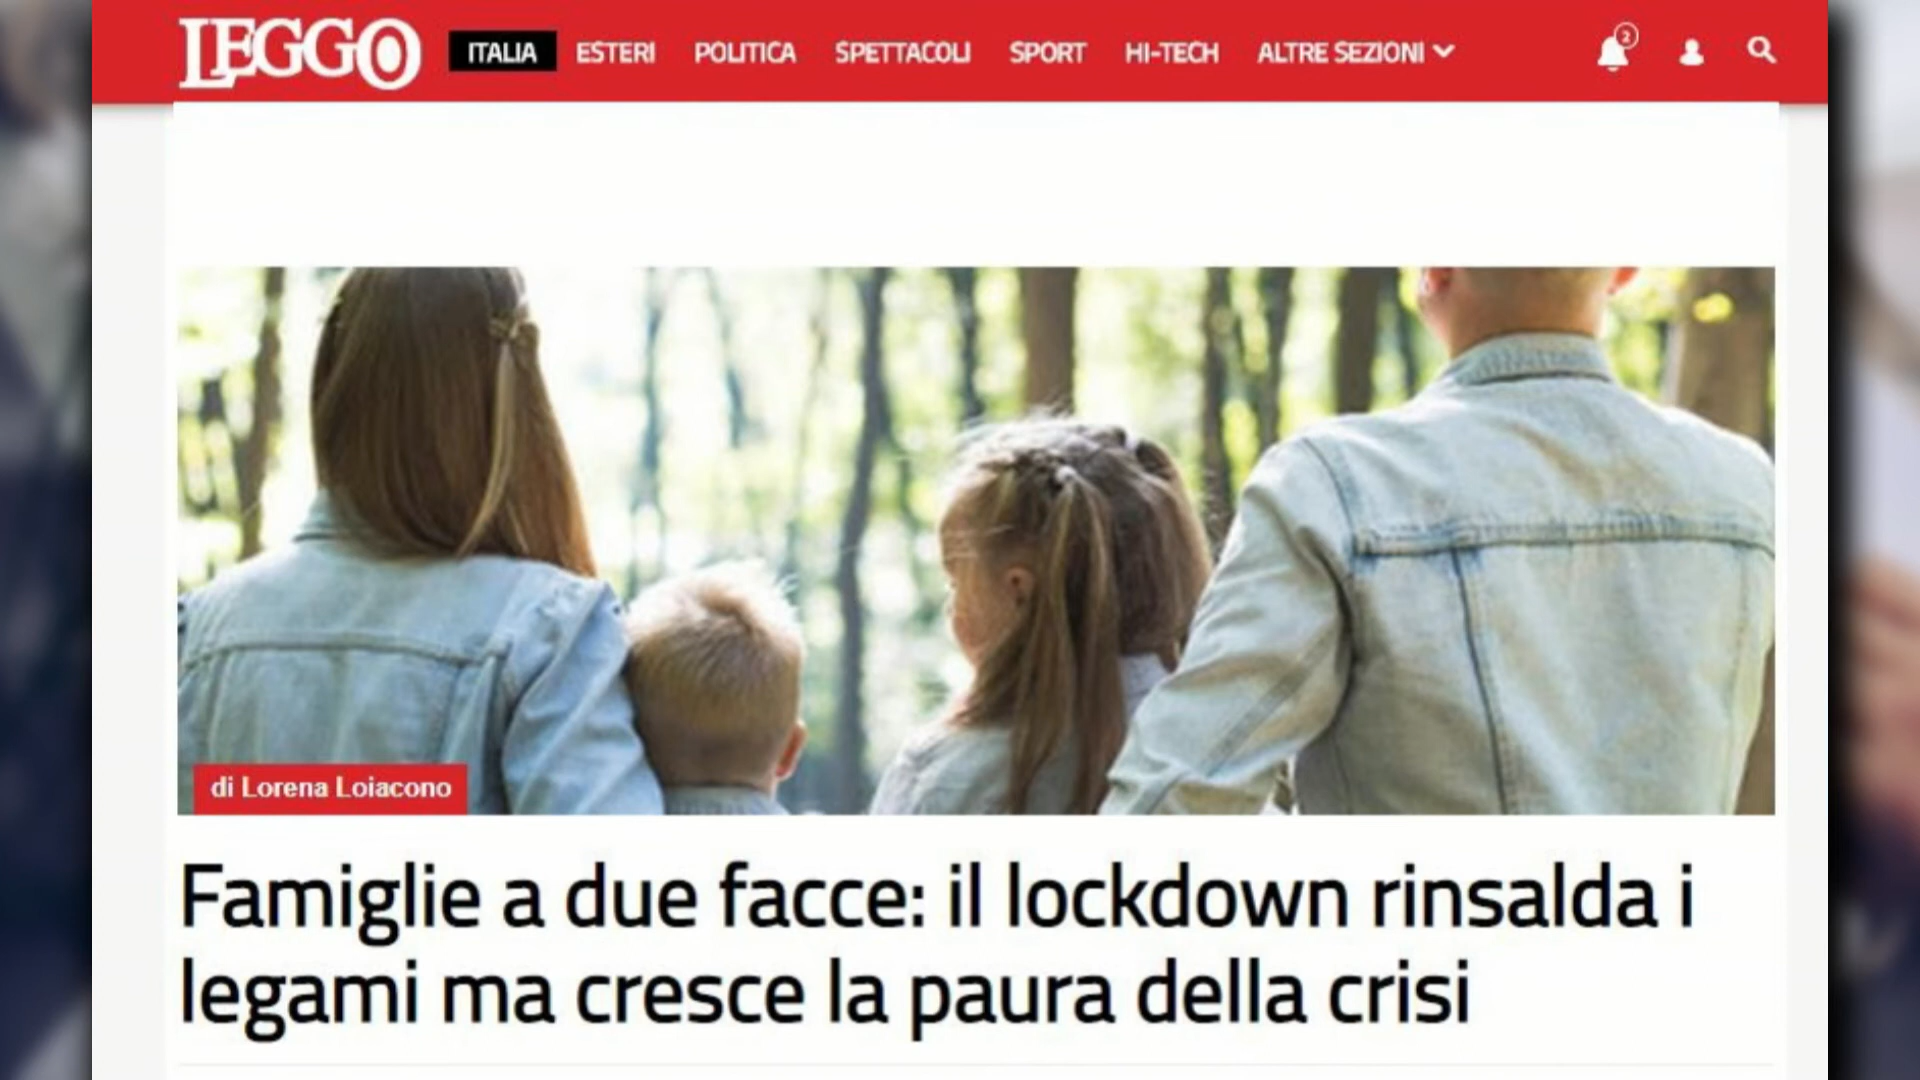 LEGGO ITALIA ESTERI POLITICA SPETTACOLI SPORT HI-TECH ALTRE SEZIONI 2
di Lorena Loiacono
Famiglie a due facce: il lockdown rinsalda i
legami ma cresce la paura della crisi